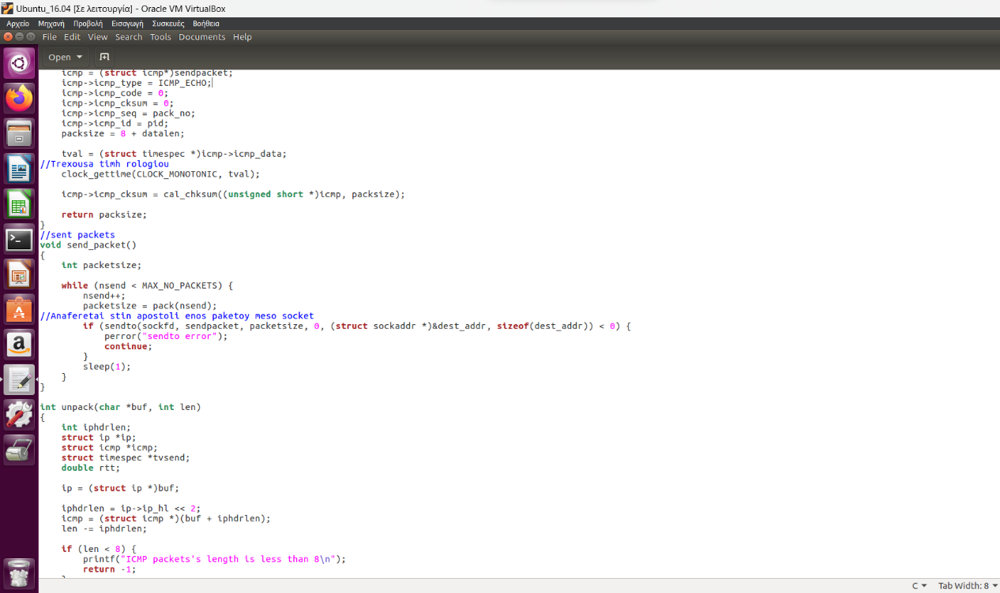 Ubuntu_16.04 [Σε λειτουργία] - Oracle VM VirtualBox
Αρχείο Μηχανή Προβολή Εισαγωγή Συσκευές Βοήθεια
File Edit View Search Tools Documents Help
Open
icmp = (struct icmp*)sendpacket;
icmp->icmp_type = ICMP_ECHO;
icmp->icmp_code = 0;
icmp->icmp_cksum = 0;
icmp->icmp_seq = pack_no;
icmp->icmp_id = pid;
packsize = 8 + datalen;
tval = (struct timespec *)icmp->icmp_data;
//Trexousa timh rologiou
clock_gettime(CLOCK_MONOTONIC, tval);
icmp->icmp_cksum = cal_chksum((unsigned short *)icmp, packsize);
return packsize;
}
//sent packets
void send_packet()
{
int packetsize;
while (nsend < MAX_NO_PACKETS) {
nsend++;
packetsize = pack(nsend);
//Anaferetai stin apostoli enos paketoy meso socket
if (sendto(sockfd, sendpacket, packetsize, 0, (struct sockaddr *)&dest_addr, sizeof(dest_addr)) < 0) {
perror("sendto error");
continue;
}
sleep(1);
}
}
int unpack(char *buf, int len)
{
int iphdrlen;
struct ip *ip;
struct icmp *icmp;
struct timespec *tvsend;
double rtt;
ip = (struct ip *)buf;
iphdrlen = ip->ip_hl << 2;
icmp = (struct icmp *)(buf + iphdrlen);
len -= iphdrlen;
if (len < 8) {
printf("ICMP packets's length is less than 8\n");
return -1;
}
C Tab Width: 8